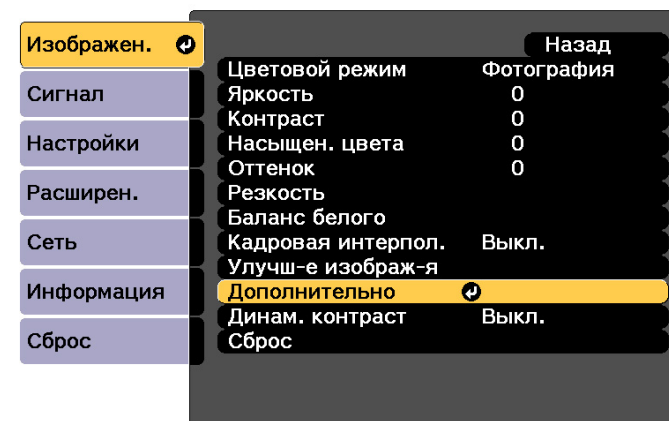 Изображен.
Сигнал
Настройки
Расширен.
Сеть
Информация
Сброс
Назад
Цветовой режим Фотография
Яркость 0
Контраст 0
Насыщен. цвета 0
Оттенок 0
Резкость
Баланс белого
Кадровая интерпол. Выкл.
Улучш-е изображ-я
Дополнительно
Динам. контраст Выкл.
Сброс